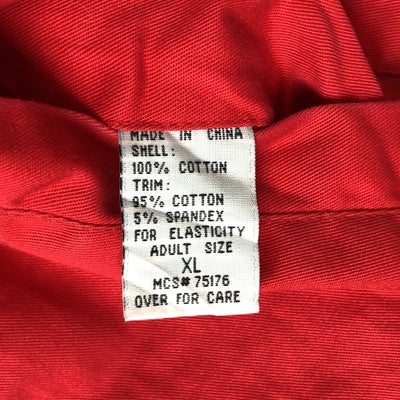 MADE IN CHINA
SHELL:
100% COTTON
TRIM:
95% COTTON
5% SPANDEX
FOR ELASTICITY
ADULT SIZE
XL
MCS# 75176
OVER FOR CARE